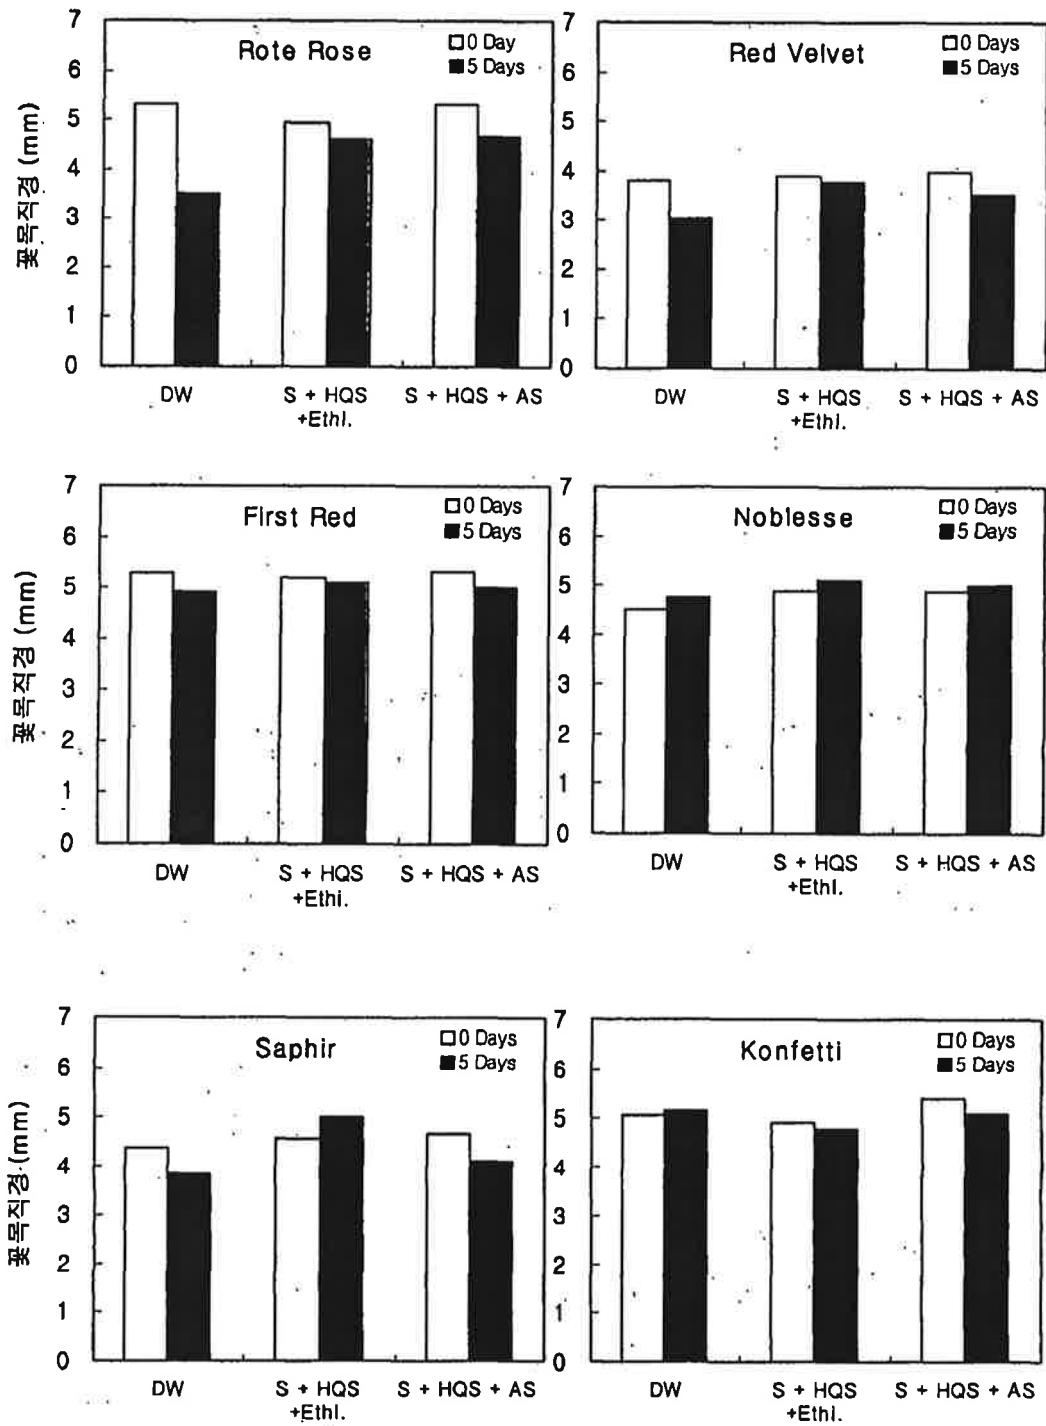 Rote Rose
0 Day
5 Days
꽃목직경 (mm)
7
6
5
4
3
2
1
0
DW
S + HQS
+Ethl.
S + HQS + AS
Red Velvet
0 Days
5 Days
7
6
5
4
3
2
1
0
DW
S + HQS
+Ethl.
S + HQS + AS
First Red
0 Days
5 Days
꽃목직경 (mm)
7
6
5
4
3
2
1
0
DW
S + HQS
+Ethi.
S + HQS + AS
Noblesse
0 Days
5 Days
7
6
5
4
3
2
1
0
DW
S + HQS
+Ethl.
S + HQS + AS
Saphir
0 Days
5 Days
꽃목직경 (mm)
7
6
5
4
3
2
1
0
DW
S + HQS
+Ethl.
S + HQS + AS
Konfetti
0 Days
5 Days
7
6
5
4
3
2
1
0
DW
S + HQS
+Ethl.
S + HQS + AS